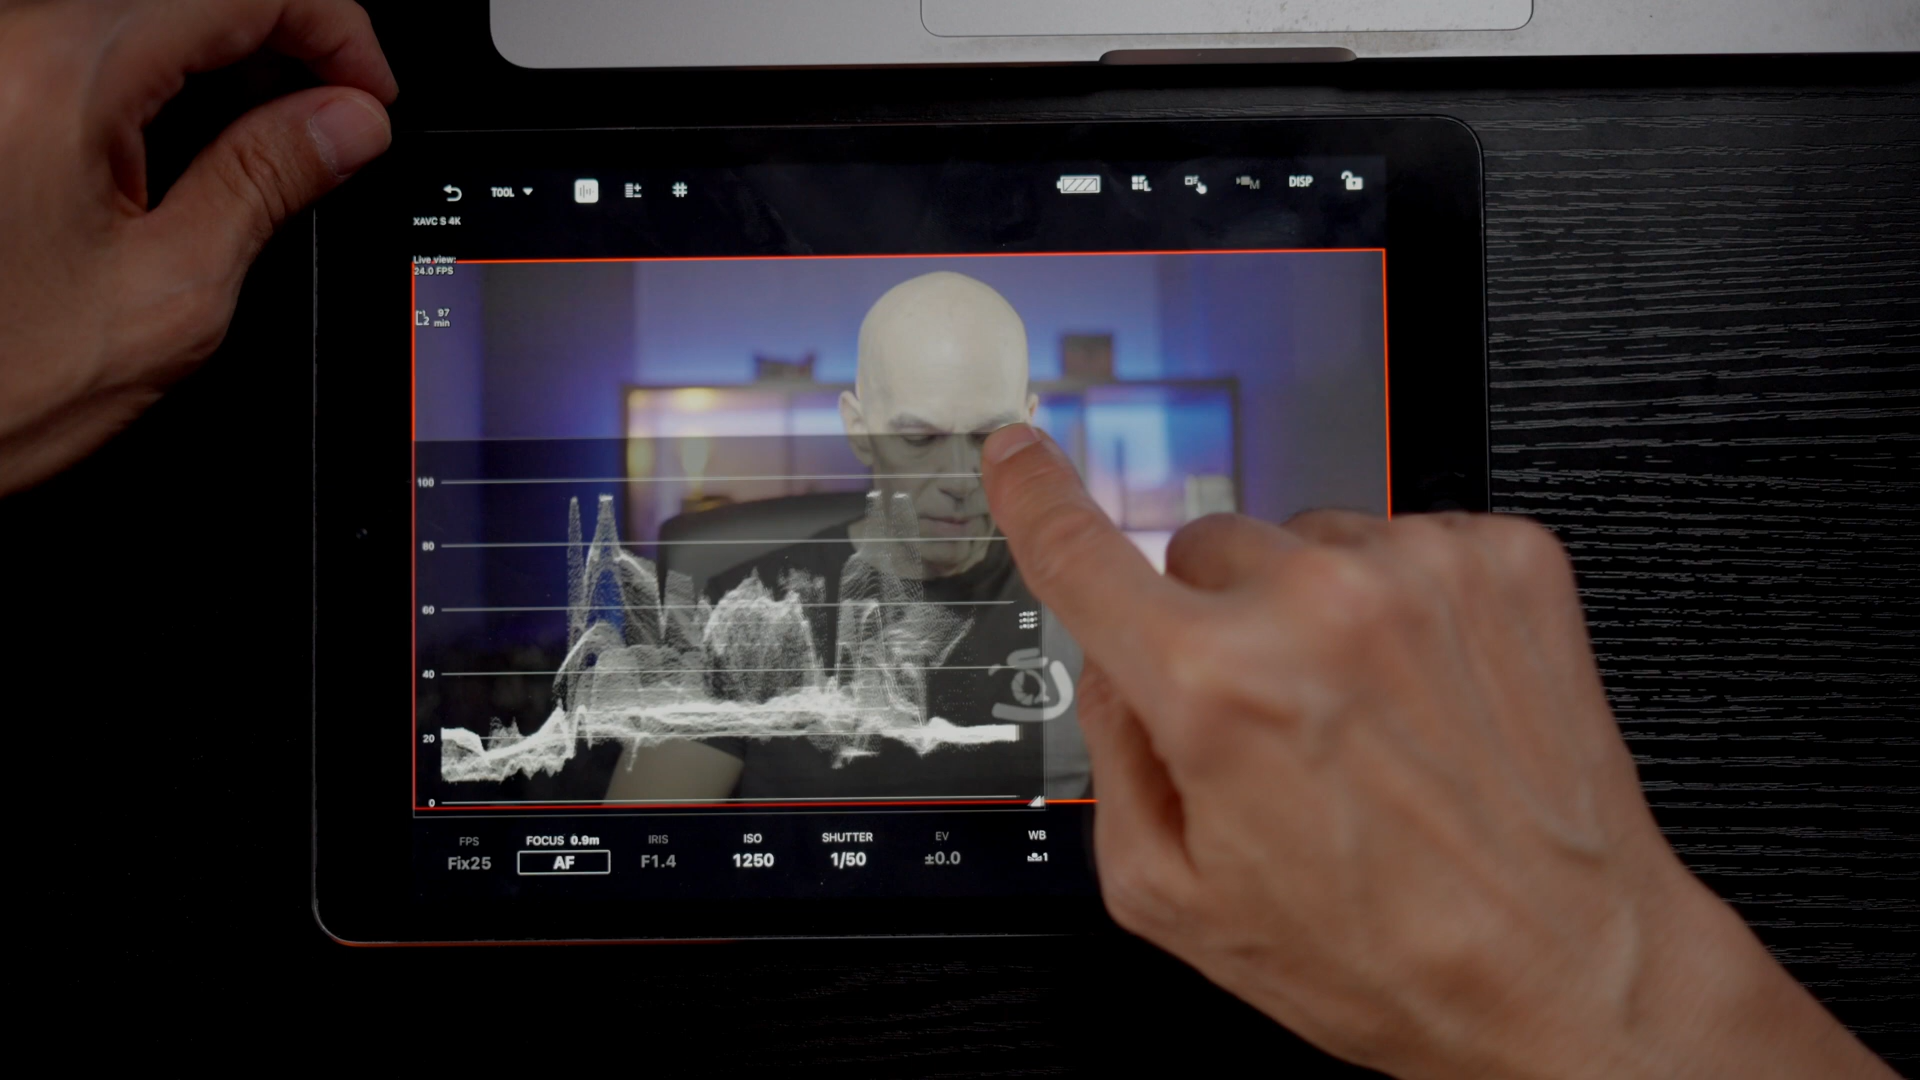 TOOL
DISP
XAVC S 4K
Live view:
24.0 FPS
97
min
100
80
60
40
20
0
FPS FOCUS 0.9m IRIS ISO SHUTTER EV WB
Fix25 AF F1.4 1250 1/50 ±0.0 1